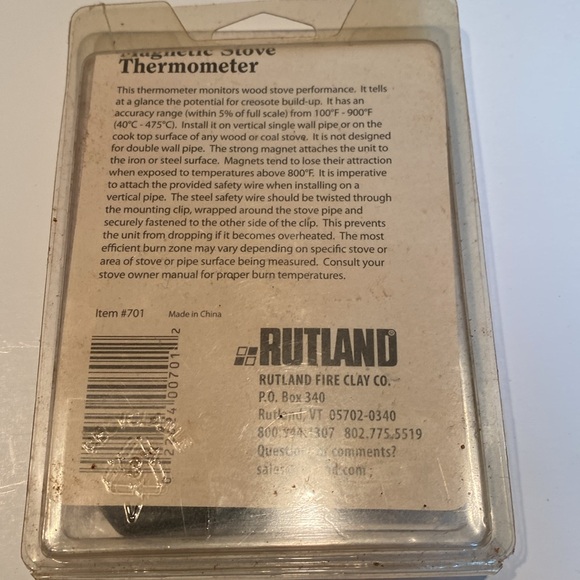 Magnetic Stove
Thermometer
This thermometer monitors wood stove performance. It tells
at a glance the potential for creosote build-up. It has an
accuracy range (within 5% of full scale) from 100°F - 900°F
(40°C - 475°C). Install it on vertical single wall pipe or on the
cook top surface of any wood or coal stove. It is not designed
for double wall pipe. The strong magnet attaches the unit to
the iron or steel surface. Magnets tend to lose their attraction
when exposed to temperatures above 800°F. It is imperative
to attach the provided safety wire when installing on a
vertical pipe. The steel safety wire should be twisted through
the mounting clip, wrapped around the stove pipe and
securely fastened to the other side of the clip. This prevents
the unit from dropping if it becomes overheated. The most
efficient burn zone may vary depending on specific stove or
area of stove or pipe surface being measured. Consult your
stove owner manual for proper burn temperatures.
Item #701 Made in China
RUTLAND®
RUTLAND FIRE CLAY CO.
P.O. Box 340
Rutland, VT 05702-0340
800.544.1307 802.775.5519
Questions or comments?